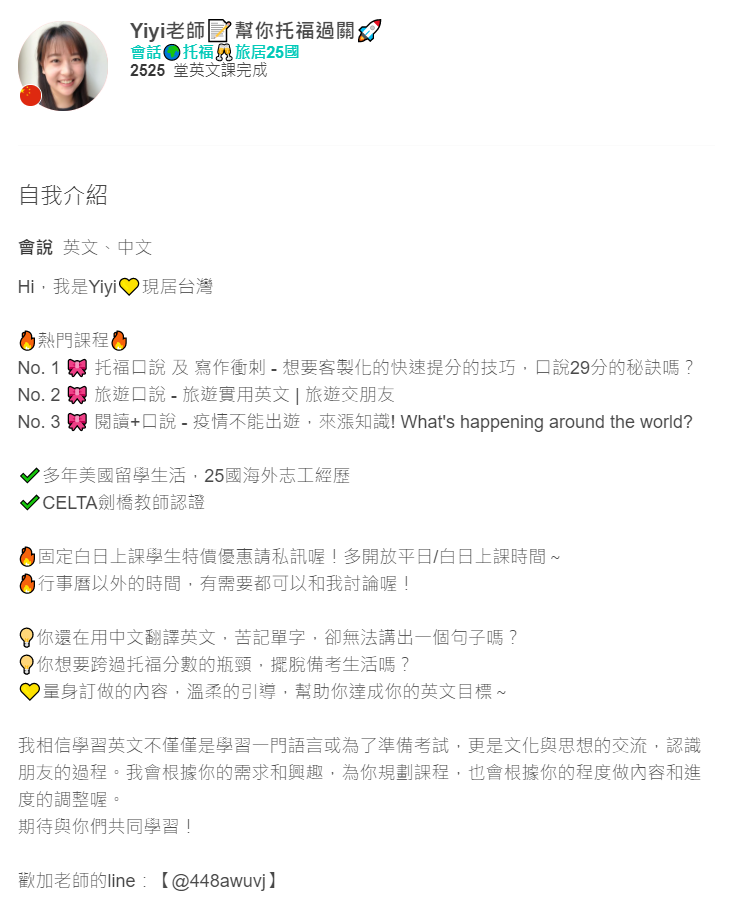 Yiyi老師📝幫你托福過關🚀
會話🌍托福🥂旅居25國
2525 堂英文課完成
自我介紹
會說 英文、中文
Hi，我是Yiyi💛現居台灣
🔥熱門課程🔥
No. 1 🎀 托福口說 及 寫作衝刺 - 想要客製化的快速提分的技巧，口說29分的秘訣嗎？
No. 2 🎀 旅遊口說 - 旅遊實用英文 | 旅遊交朋友
No. 3 🎀 閱讀+口說 - 疫情不能出遊，來漲知識! What's happening around the world?
✔多年美國留學生活，25國海外志工經歷
✔CELTA劍橋教師認證
🔥固定白日上課學生特價優惠請私訊喔！多開放平日/白日上課時間 ~
🔥行事曆以外的時間，有需要都可以和我討論喔！
💡你還在用中文翻譯英文，苦記單字，卻無法講出一個句子嗎？
💡你想要跨過托福分數的瓶頸，擺脫備考生活嗎？
💛量身訂做的內容，溫柔的引導，幫助你達成你的英文目標 ~
我相信學習英文不僅僅是學習一門語言或為了準備考試，更是文化與思想的交流，認識
朋友的過程。我會根據你的需求和興趣，為你規劃課程，也會根據你的程度做內容和進
度的調整喔。
期待與你們共同學習！
歡加老師的line：【@448awuvj】